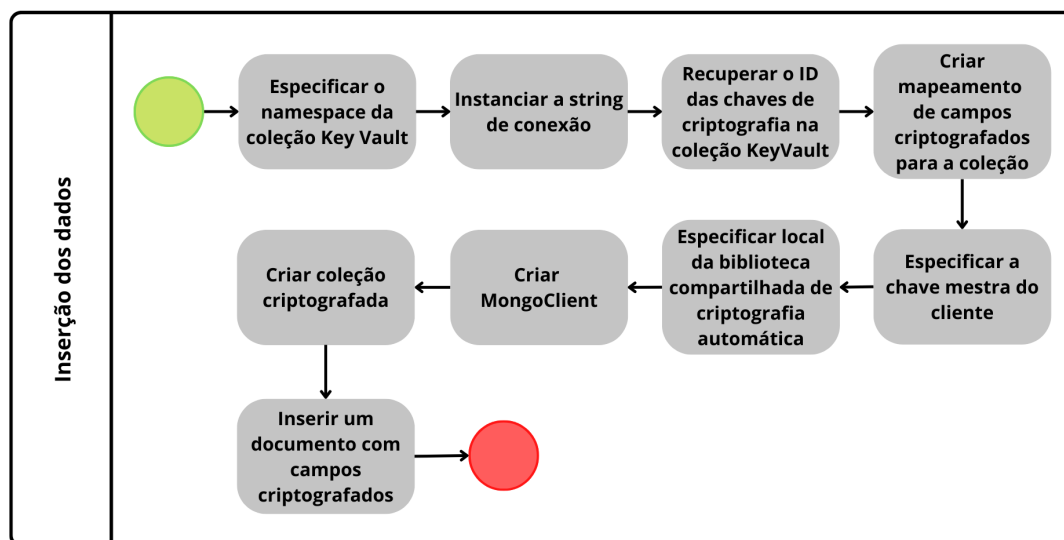 Inserção dos dados
Especificar o
namespace da
coleção Key Vault
Instanciar a string
de conexão
Recuperar o ID
das chaves de
criptografia na
coleção KeyVault
Criar
mapeamento
de campos
criptografados
para a coleção
Especificar a
chave mestra do
cliente
Especificar local
da biblioteca
compartilhada de
criptografia
automática
Criar
MongoClient
Criar coleção
criptografada
Inserir um
documento com
campos
criptografados